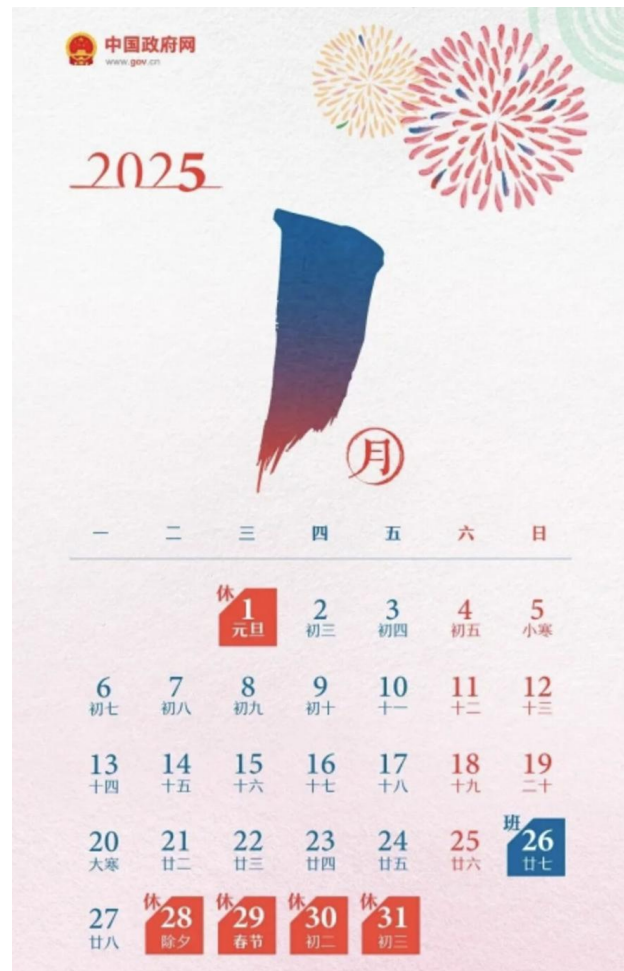 中国政府网
www.gov.cn
2025
1
月
一 二 三 四 五 六 日
休
1 2 3 4 5
元旦 初三 初四 初五 小寒
6 7 8 9 10 11 12
初七 初八 初九 初十 十一 十二 十三
13 14 15 16 17 18 19
十四 十五 十六 十七 十八 十九 二十
班
20 21 22 23 24 25 26
大寒 廿二 廿三 廿四 廿五 廿六 廿七
休 休 休 休
27 28 29 30 31
廿八 除夕 春节 初二 初三